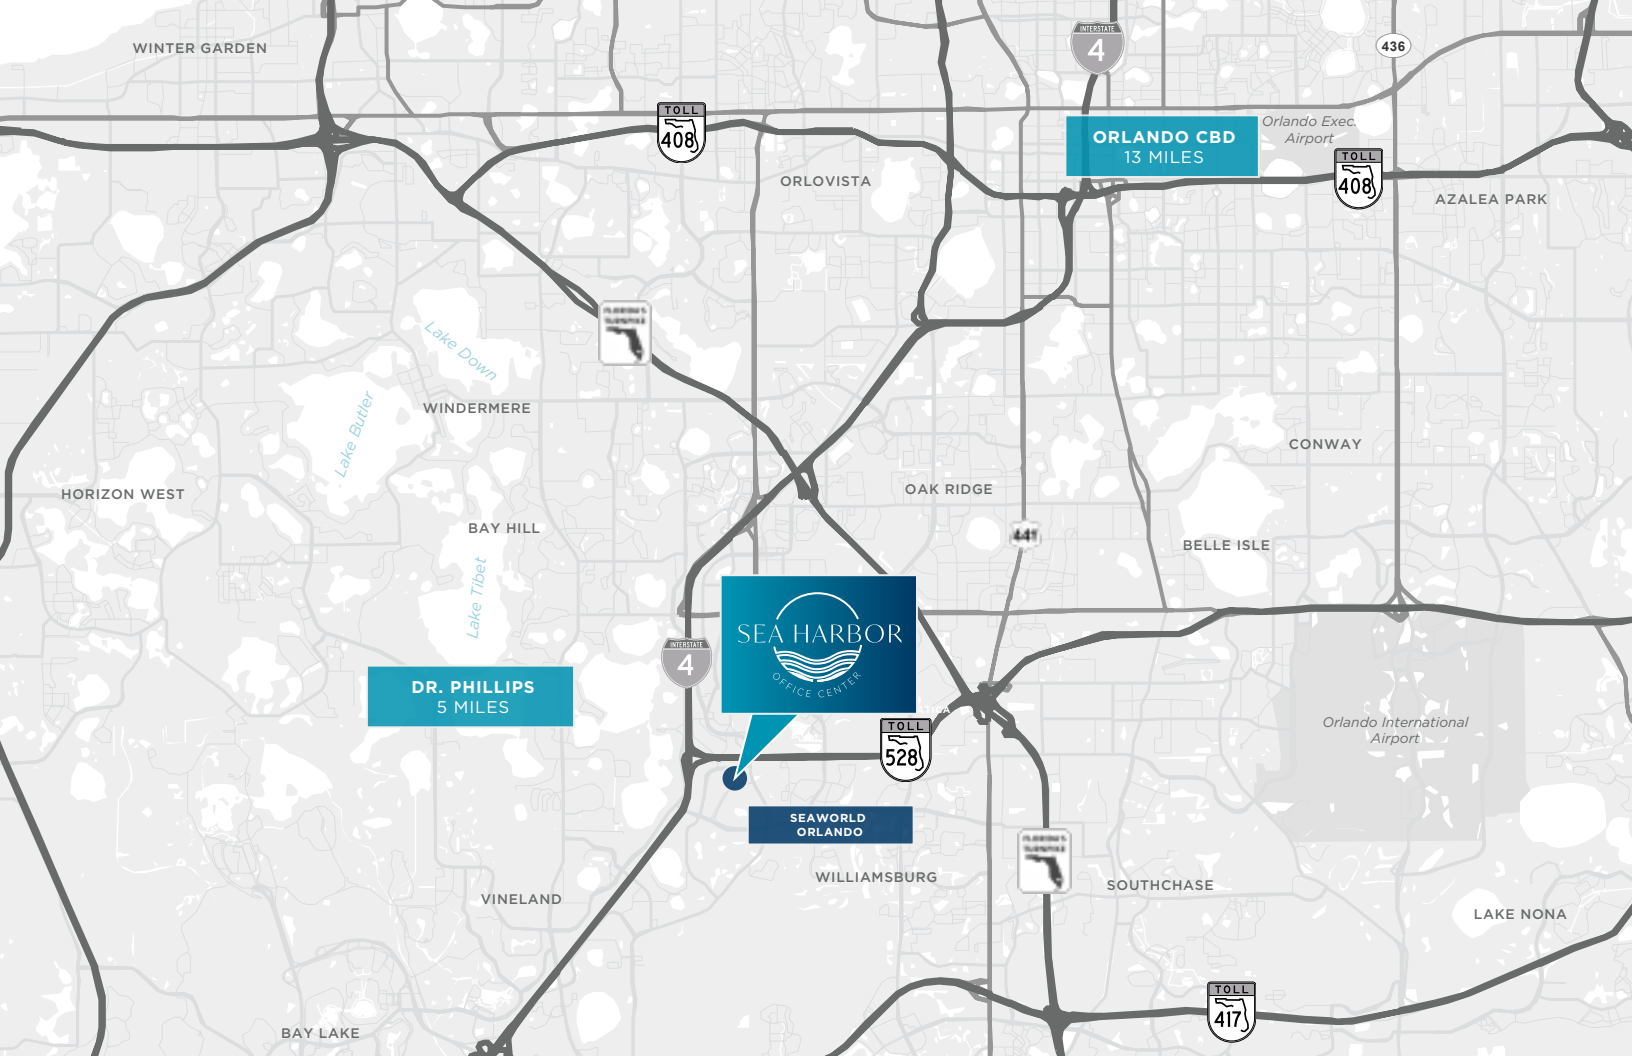 WINTER GARDEN
INTERSTATE
4
436
TOLL
408
ORLANDO CBD
13 MILES
Orlando Exec.
Airport
TOLL
408
ORLOVISTA
AZALEA PARK
Lake Down
WINDERMERE
Lake Butler
CONWAY
HORIZON WEST
OAK RIDGE
BAY HILL
441
BELLE ISLE
Lake Tibet
SEA HARBOR
OFFICE CENTER
INTERSTATE
4
DR. PHILLIPS
5 MILES
TOLL
528
Orlando International
Airport
SEAWORLD
ORLANDO
WILLIAMSBURG
SOUTHCHASE
VINELAND
LAKE NONA
TOLL
417
BAY LAKE